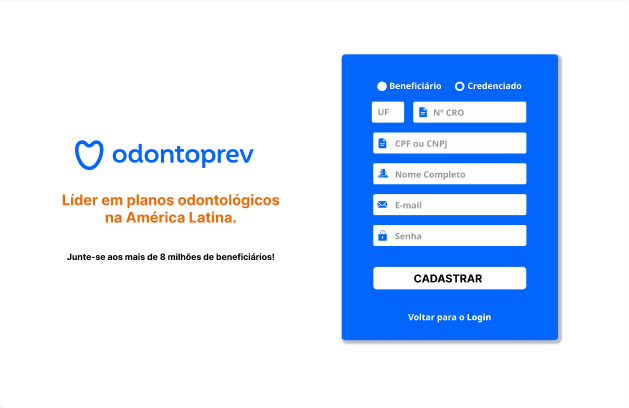 odontoprev
Líder em planos odontológicos
na América Latina.
Junte-se aos mais de 8 milhões de beneficiários!
Beneficiário Credenciado
UF Nº CRO
CPF ou CNPJ
Nome Completo
E-mail
Senha
CADASTRAR
Voltar para o Login